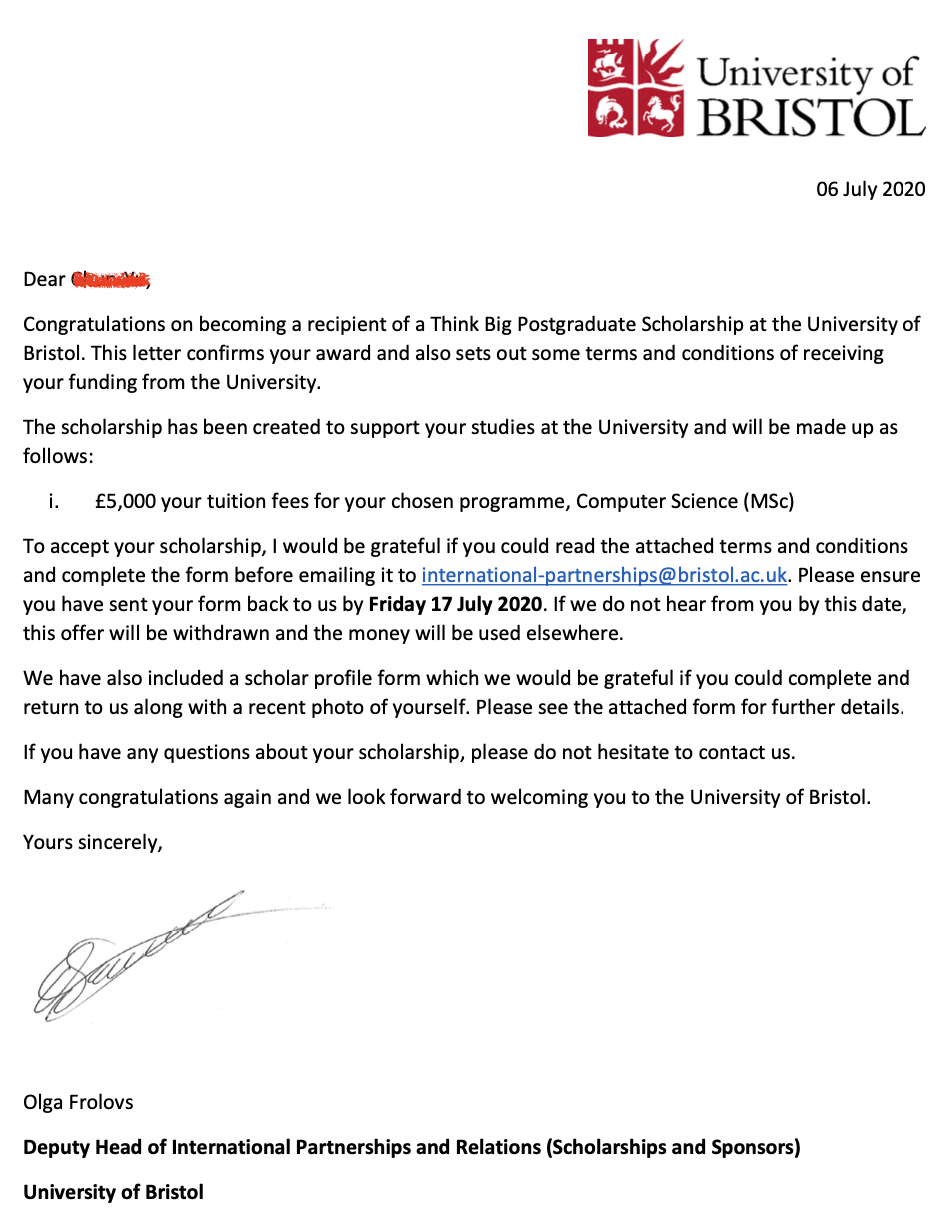 University of
BRISTOL
06 July 2020
Dear
Congratulations on becoming a recipient of a Think Big Postgraduate Scholarship at the University of
Bristol. This letter confirms your award and also sets out some terms and conditions of receiving
your funding from the University.
The scholarship has been created to support your studies at the University and will be made up as
follows:
i. £5,000 your tuition fees for your chosen programme, Computer Science (MSc)
To accept your scholarship, I would be grateful if you could read the attached terms and conditions
and complete the form before emailing it to international-partnerships@bristol.ac.uk. Please ensure
you have sent your form back to us by Friday 17 July 2020. If we do not hear from you by this date,
this offer will be withdrawn and the money will be used elsewhere.
We have also included a scholar profile form which we would be grateful if you could complete and
return to us along with a recent photo of yourself. Please see the attached form for further details.
If you have any questions about your scholarship, please do not hesitate to contact us.
Many congratulations again and we look forward to welcoming you to the University of Bristol.
Yours sincerely,
Olga Frolovs
Deputy Head of International Partnerships and Relations (Scholarships and Sponsors)
University of Bristol